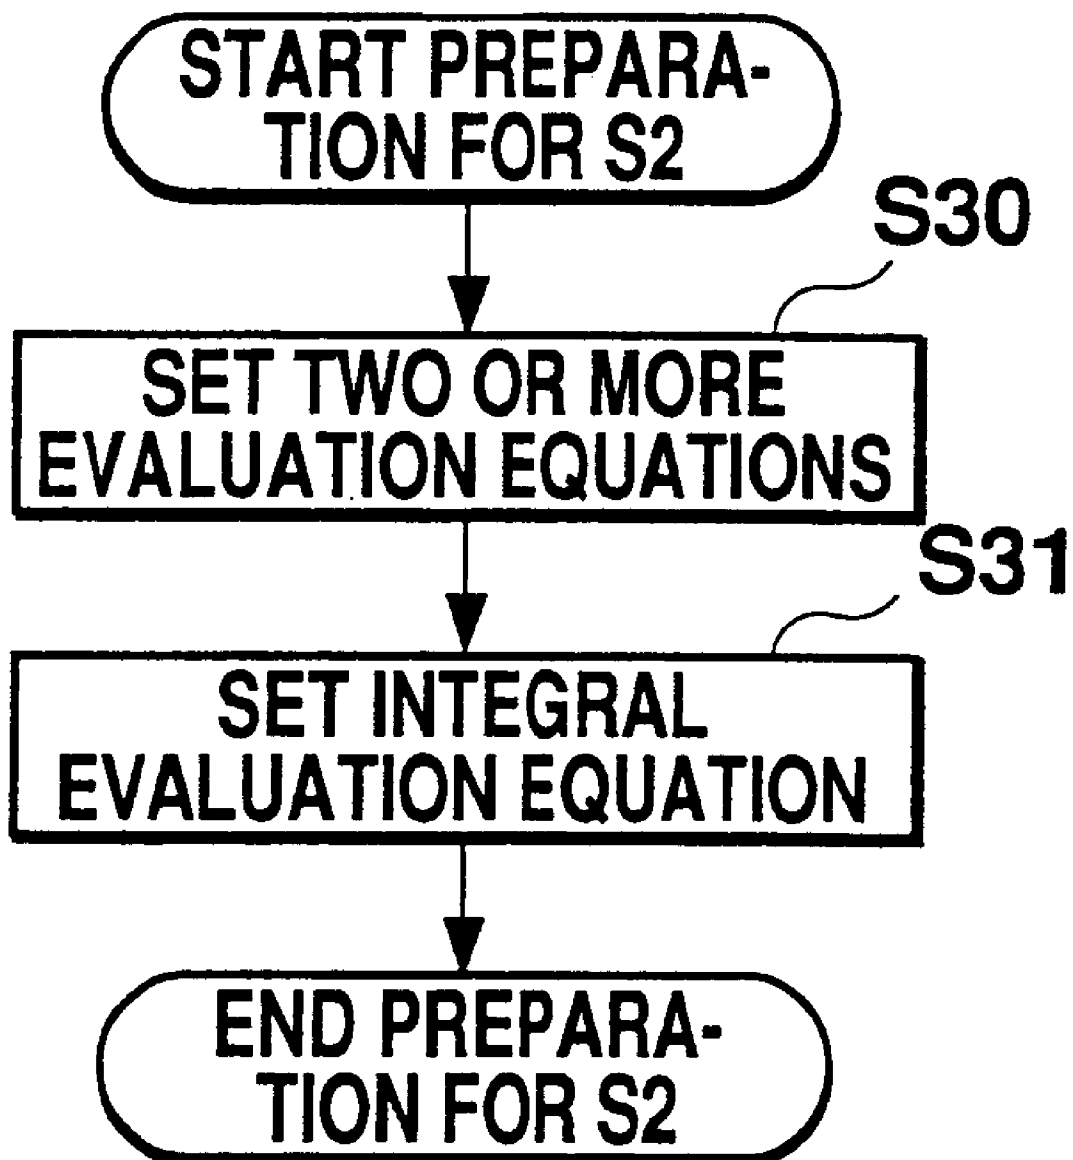 START PREPARA-
TION FOR S2
S30
SET TWO OR MORE
EVALUATION EQUATIONS
S31
SET INTEGRAL
EVALUATION EQUATION
END PREPARA-
TION FOR S2